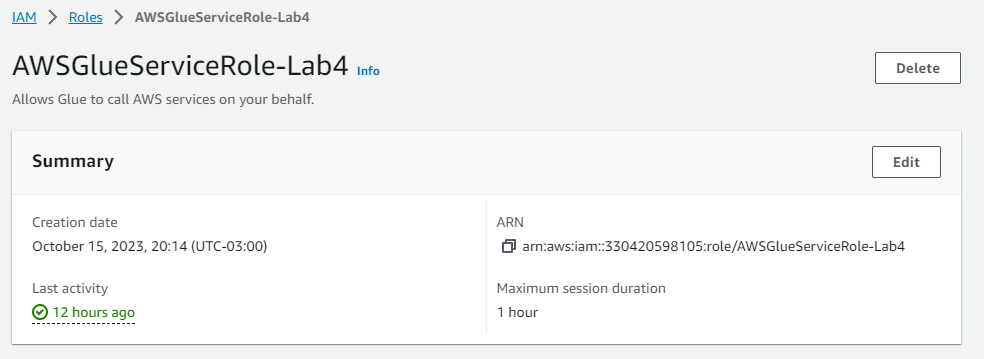 IAM > Roles > AWSGlueServiceRole-Lab4
AWSGlueServiceRole-Lab4 Info
Delete
Allows Glue to call AWS services on your behalf.
Summary
Edit
Creation date
October 15, 2023, 20:14 (UTC-03:00)
ARN
arn:aws:iam::330420598105:role/AWSGlueServiceRole-Lab4
Last activity
12 hours ago
Maximum session duration
1 hour